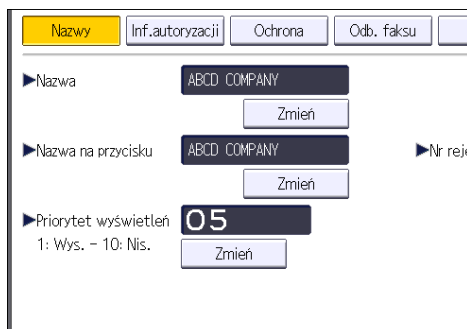 Nazwy Inf.autoryzacji Ochrona Odb. faksu
▶Nazwa ABCD COMPANY
Zmień
▶Nazwa na przycisku ABCD COMPANY ▶Nr reje
Zmień
▶Priorytet wyświetleń 05
1: Wys. - 10: Nis. Zmień